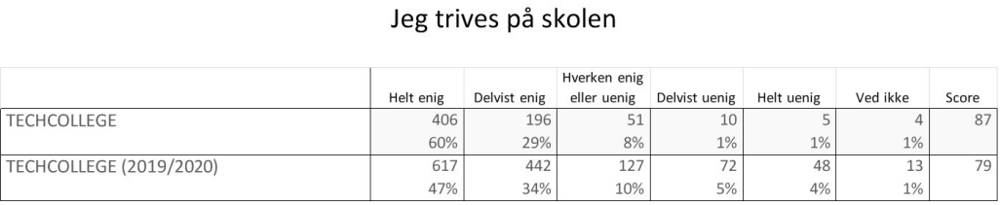 Jeg trives på skolen
Helt enig Delvist enig Hverken enig eller uenig Delvist uenig Helt uenig Ved ikke Score
TECHCOLLEGE 406 196 51 10 5 4 87
60% 29% 8% 1% 1% 1%
TECHCOLLEGE (2019/2020) 617 442 127 72 48 13 79
47% 34% 10% 5% 4% 1%